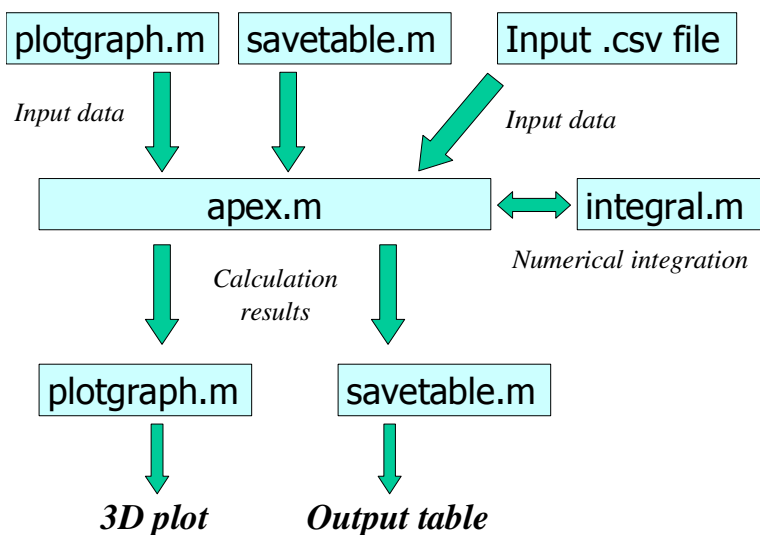 plotgraph.m
savetable.m
Input .csv file
Input data
Input data
apex.m
integral.m
Numerical integration
Calculation
results
plotgraph.m
savetable.m
3D plot
Output table